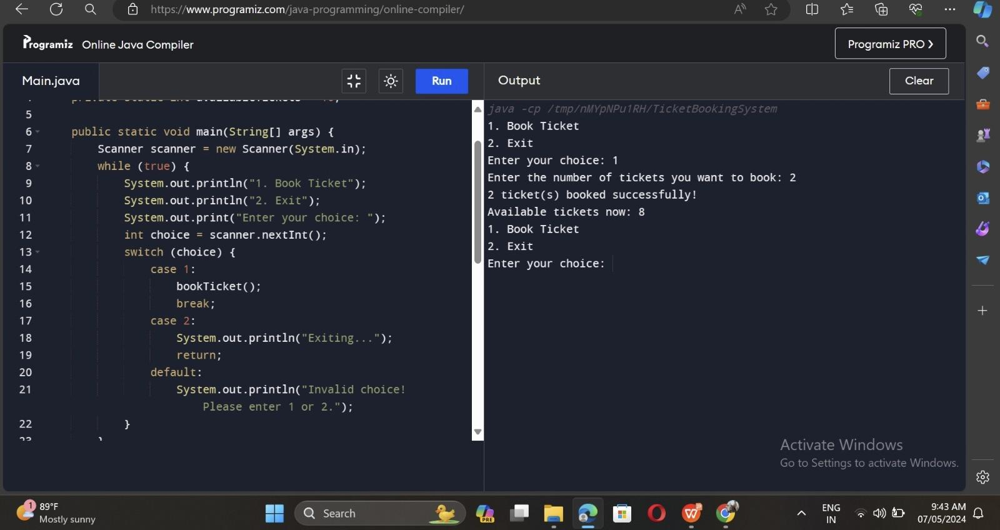 https://www.programiz.com/java-programming/online-compiler/
Programiz Online Java Compiler
Programiz PRO ❯
Main.java
Run
5
6 public static void main(String[] args) {
7 Scanner scanner = new Scanner(System.in);
8 while (true) {
9 System.out.println("1. Book Ticket");
10 System.out.println("2. Exit");
11 System.out.print("Enter your choice: ");
12 int choice = scanner.nextInt();
13 switch (choice) {
14 case 1:
15 bookTicket();
16 break;
17 case 2:
18 System.out.println("Exiting...");
19 return;
20 default:
21 System.out.println("Invalid choice!
Please enter 1 or 2.");
22 }
Output
Clear
java -cp /tmp/nMYpNPu1RH/TicketBookingSystem
1. Book Ticket
2. Exit
Enter your choice: 1
Enter the number of tickets you want to book: 2
2 ticket(s) booked successfully!
Available tickets now: 8
1. Book Ticket
2. Exit
Enter your choice:
Activate Windows
Go to Settings to activate Windows.
1
89°F
Mostly sunny
Search
PRE
ENG
IN
9:43 AM
07/05/2024